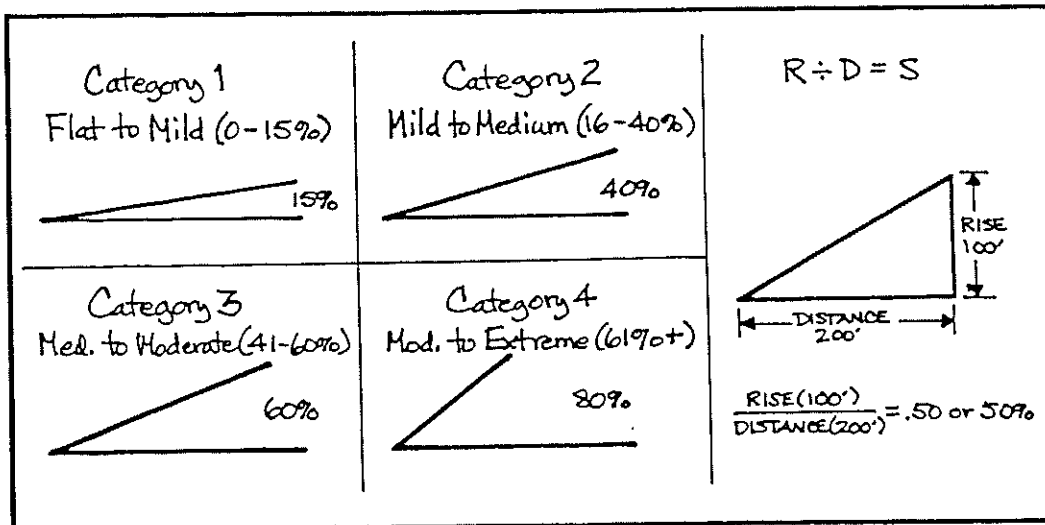 Category 1
Flat to Mild (0-15%)
15%
Category 2
Mild to Medium (16-40%)
40%
Category 3
Med. to Moderate (41-60%)
60%
Category 4
Mod. to Extreme (61%+)
80%
R ÷ D = S
RISE
100'
DISTANCE
200'
RISE (100')
DISTANCE (200') = .50 or 50%